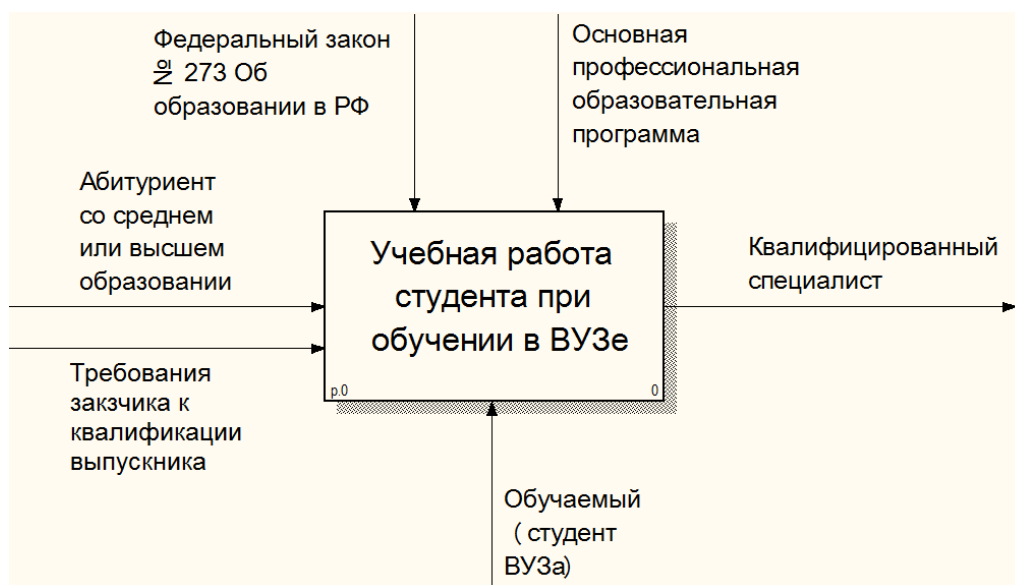 Федеральный закон
№ 273 Об
образовании в РФ
Основная
профессиональная
образовательная
программа
Абитуриент
со среднем
или высшем
образовании
Учебная работа
студента при
обучении в ВУЗе
Квалифицированный
специалист
р.0
0
Требования
закзчика к
квалификации
выпускника
Обучаемый
( студент
ВУЗа)